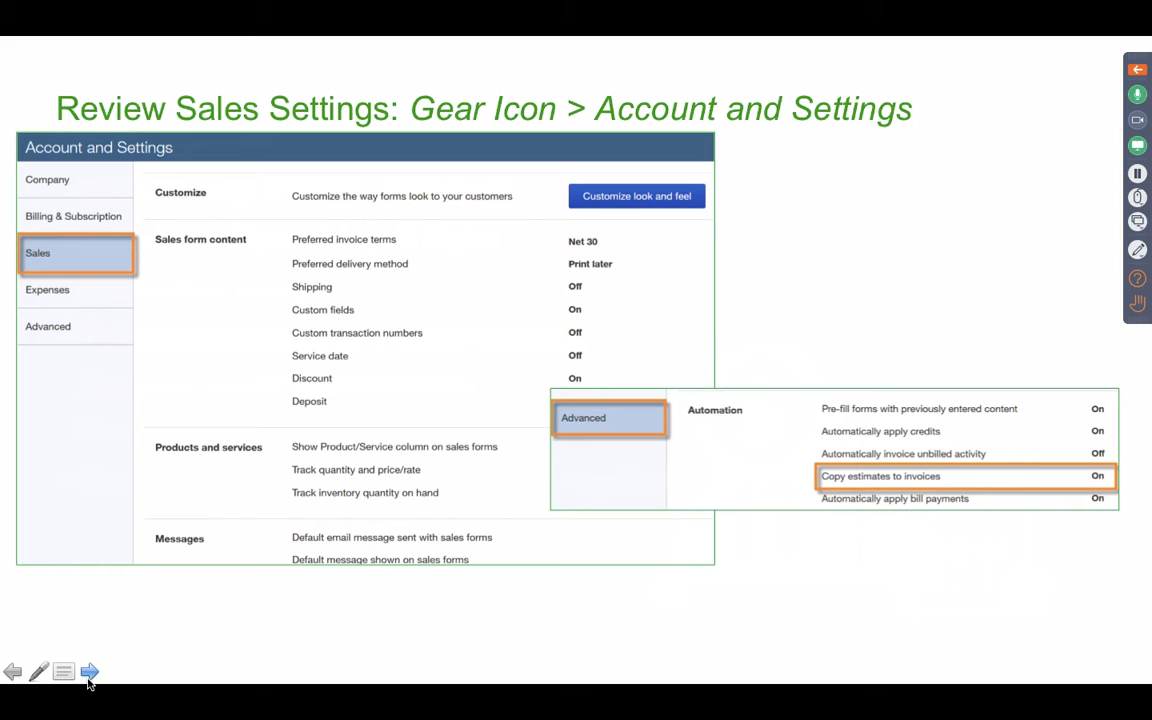 Review Sales Settings: Gear Icon > Account and Settings
Account and Settings
Company
Billing & Subscription
Sales
Expenses
Advanced
Customize Customize the way forms look to your customers Customize look and feel
Sales form content Preferred invoice terms Net 30
Preferred delivery method Print later
Shipping Off
Custom fields On
Custom transaction numbers Off
Service date Off
Discount On
Deposit
Products and services Show Product/Service column on sales forms
Track quantity and price/rate
Track inventory quantity on hand
Messages Default email message sent with sales forms
Default message shown on sales forms
Advanced
Automation Pre-fill forms with previously entered content On
Automatically apply credits On
Automatically invoice unbilled activity Off
Copy estimates to invoices On
Automatically apply bill payments On